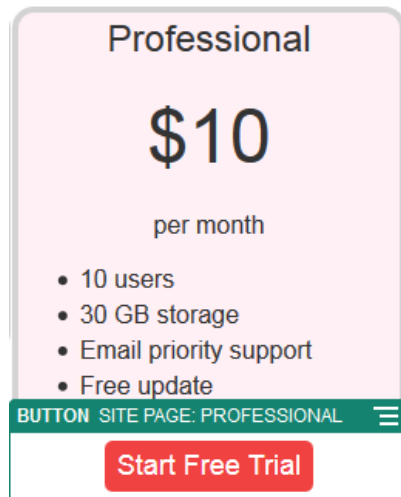 Professional
$10
per month
• 10 users
• 30 GB storage
• Email priority support
• Free update
BUTTON SITE PAGE: PROFESSIONAL
Start Free Trial